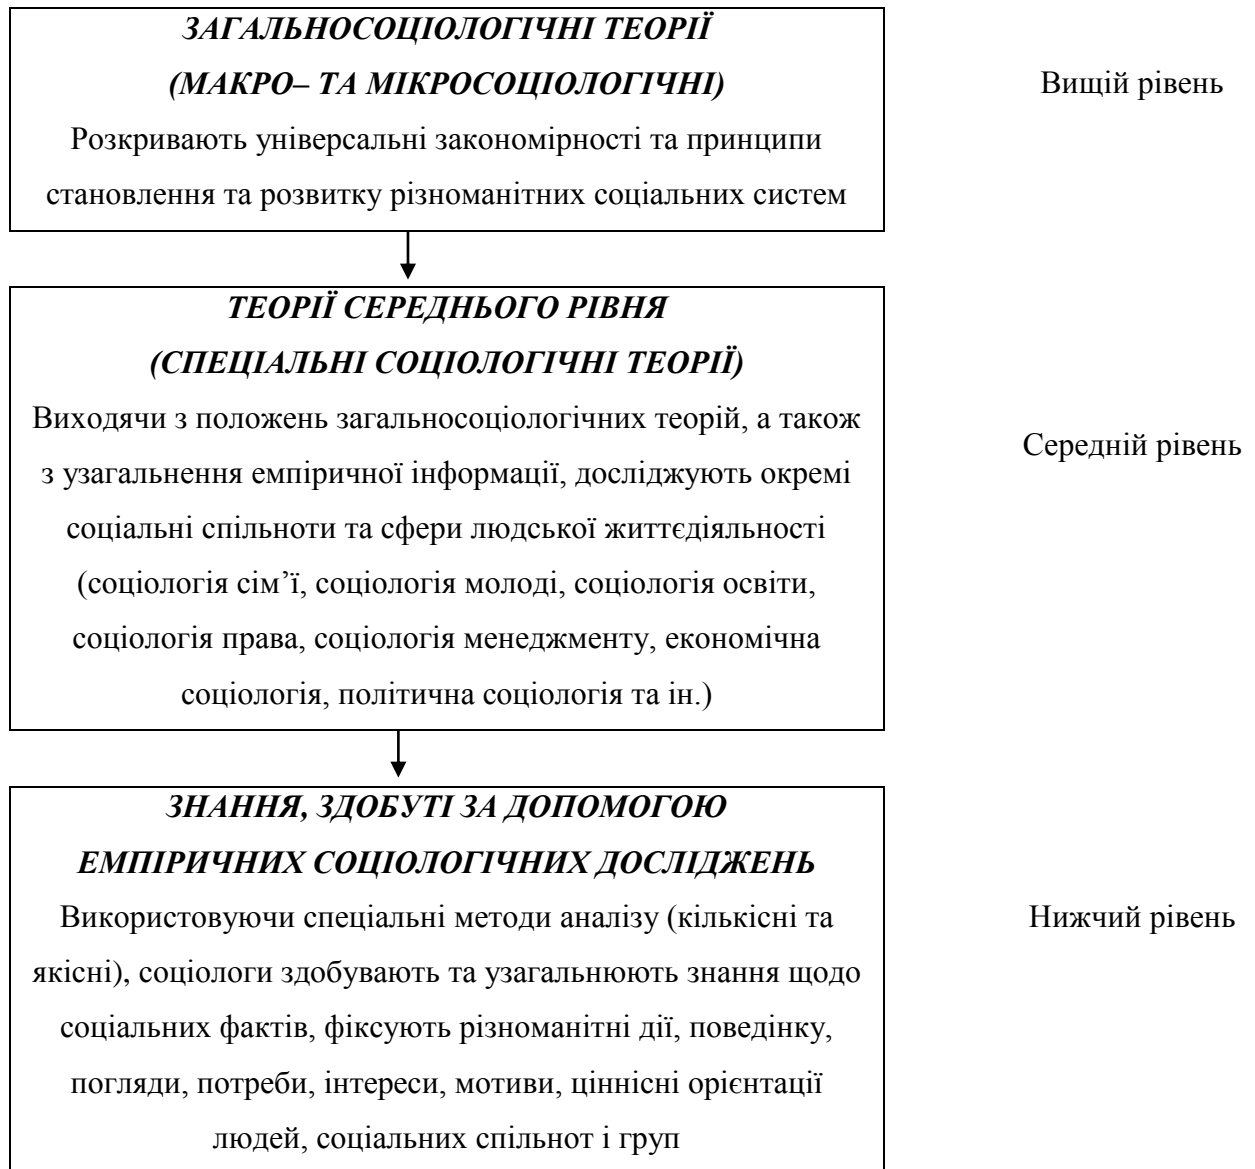 ЗАГАЛЬНОСОЦІОЛОГІЧНІ ТЕОРІЇ
(МАКРО– ТА МІКРОСОЦІОЛОГІЧНІ)
Розкривають універсальні закономірності та принципи
становлення та розвитку різноманітних соціальних систем
Вищій рівень
ТЕОРІЇ СЕРЕДНЬОГО РІВНЯ
(СПЕЦІАЛЬНІ СОЦІОЛОГІЧНІ ТЕОРІЇ)
Виходячи з положень загальносоціологічних теорій, а також
з узагальнення емпіричної інформації, досліджують окремі
соціальні спільноти та сфери людської життєдіяльності
(соціологія сім’ї, соціологія молоді, соціологія освіти,
соціологія права, соціологія менеджменту, економічна
соціологія, політична соціологія та ін.)
Середній рівень
ЗНАННЯ, ЗДОБУТІ ЗА ДОПОМОГОЮ
ЕМПІРИЧНИХ СОЦІОЛОГІЧНИХ ДОСЛІДЖЕНЬ
Використовуючи спеціальні методи аналізу (кількісні та
якісні), соціологи здобувають та узагальнюють знання щодо
соціальних фактів, фіксують різноманітні дії, поведінку,
погляди, потреби, інтереси, мотиви, ціннісні орієнтації
людей, соціальних спільнот і груп
Нижчий рівень